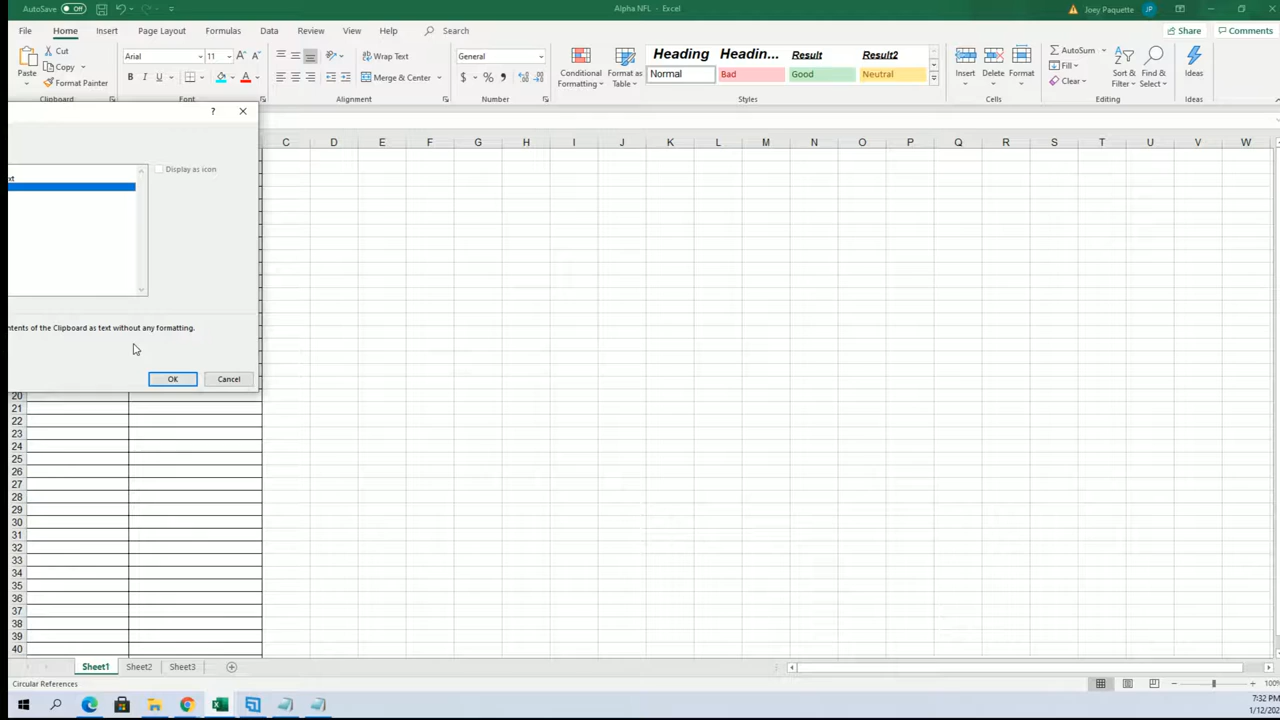 AutoSave Off Alpha NFL - Excel Joey Paquette JP
File Home Insert Page Layout Formulas Data Review View Help Search Share Comments
Paste Cut Copy Format Painter Clipboard
Arial 11 B I U A Font
Wrap Text Merge & Center Alignment
General $ % Number
Conditional Formatting Format as Table
Heading Headin... Result Result2
Normal Bad Good Neutral
Styles
Insert Delete Format Cells
AutoSum Fill Clear Sort & Filter Find & Select Editing
Ideas Ideas
? ×
Display as icon
xt
ntents of the Clipboard as text without any formatting.
OK Cancel
C D E F G H I J K L M N O P Q R S T U V W
20
21
22
23
24
25
26
27
28
29
30
31
32
33
34
35
36
37
38
39
40
Sheet1 Sheet2 Sheet3
Circular References 100%
7:32 PM
1/12/202